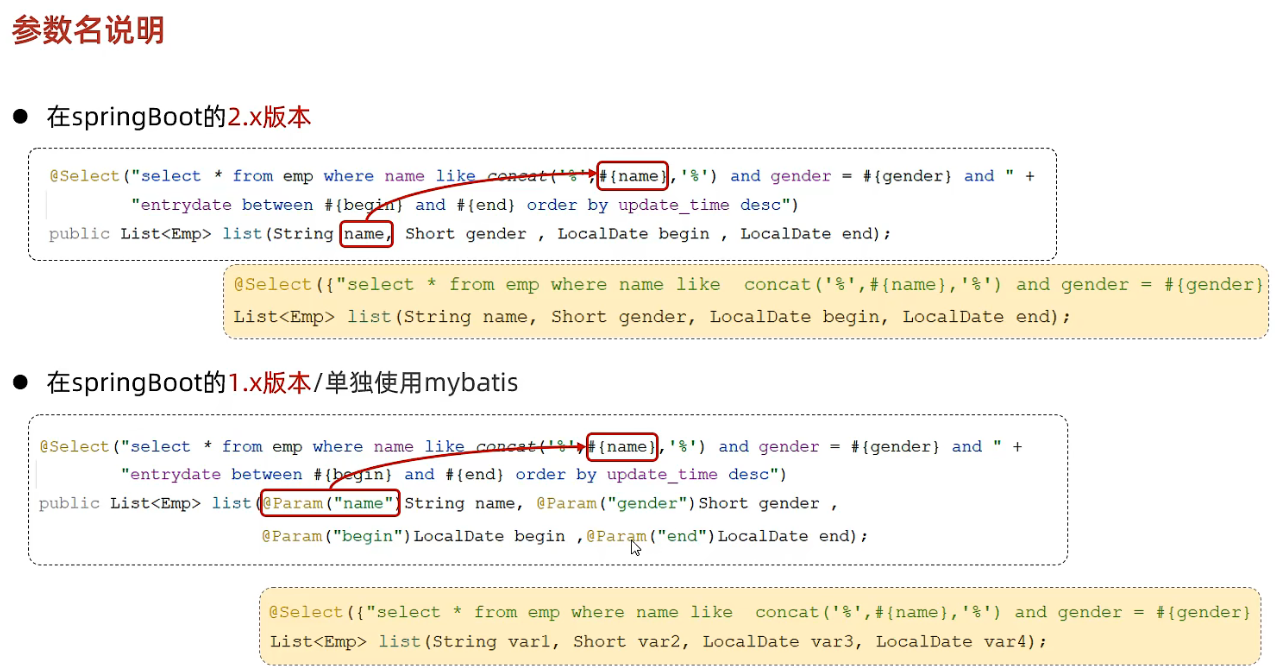 参数名说明
● 在springBoot的2.x版本
@Select("select * from emp where name like concat('%',#{name},'%') and gender = #{gender} and " +
"entrydate between #{begin} and #{end} order by update_time desc")
public List<Emp> list(String name, Short gender , LocalDate begin , LocalDate end);
@Select({"select * from emp where name like  concat('%',#{name},'%') and gender = #{gender}
List<Emp> list(String name, Short gender, LocalDate begin, LocalDate end);
● 在springBoot的1.x版本/单独使用mybatis
@Select("select * from emp where name like concat('%',#{name},'%') and gender = #{gender} and " +
"entrydate between #{begin} and #{end} order by update_time desc")
public List<Emp> list(@Param("name")String name, @Param("gender")Short gender ,
@Param("begin")LocalDate begin ,@Param("end")LocalDate end);
@Select({"select * from emp where name like  concat('%',#{name},'%') and gender = #{gender}
List<Emp> list(String var1, Short var2, LocalDate var3, LocalDate var4);